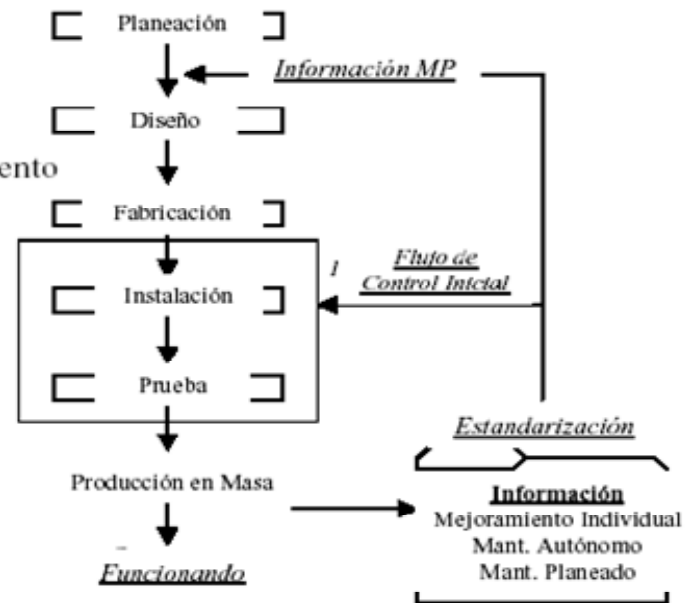 Planeación
Información MP
Diseño
ento
Fabricación
1
Flujo de
Control Inicial
Instalación
Prueba
Estandarización
Producción en Masa
Información
Mejoramiento Individual
Mant. Autónomo
Mant. Planeado
Funcionando